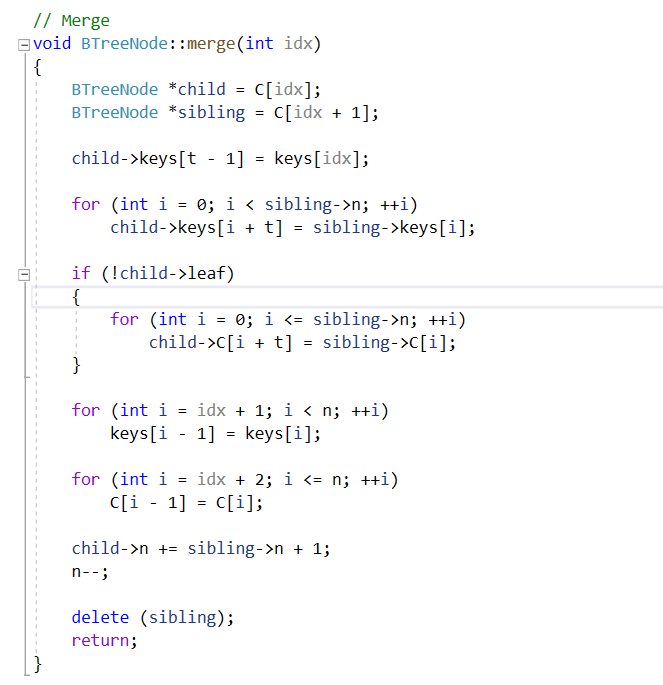 // Merge
void BTreeNode::merge(int idx)
{
    BTreeNode *child = C[idx];
    BTreeNode *sibling = C[idx + 1];

    child->keys[t - 1] = keys[idx];

    for (int i = 0; i < sibling->n; ++i)
        child->keys[i + t] = sibling->keys[i];

    if (!child->leaf)
    {
        for (int i = 0; i <= sibling->n; ++i)
            child->C[i + t] = sibling->C[i];
    }

    for (int i = idx + 1; i < n; ++i)
        keys[i - 1] = keys[i];

    for (int i = idx + 2; i <= n; ++i)
        C[i - 1] = C[i];

    child->n += sibling->n + 1;
    n--;

    delete (sibling);
    return;
}